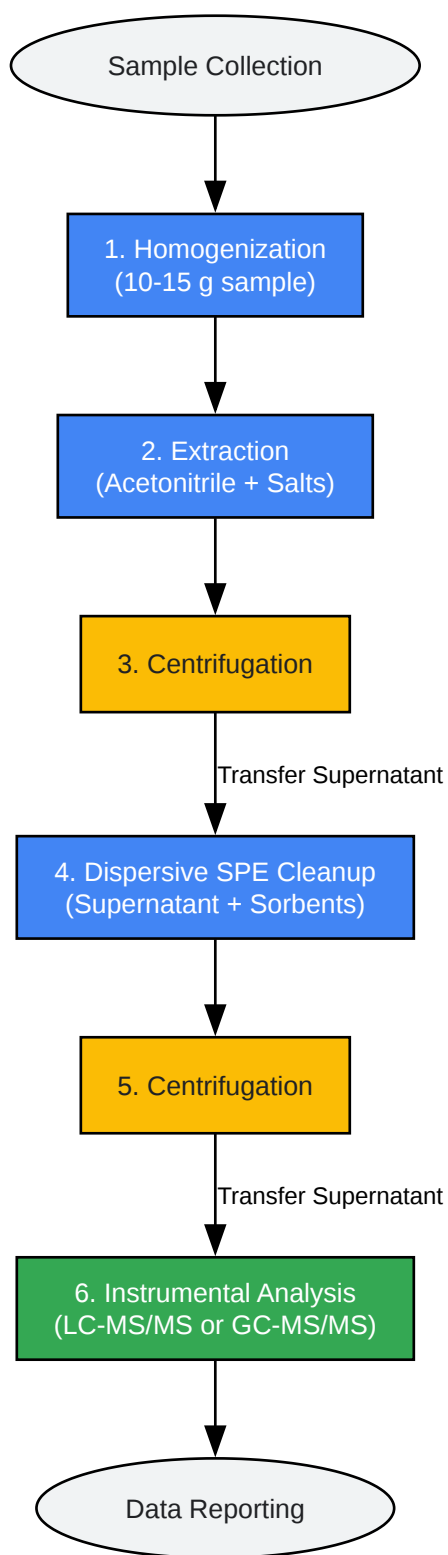 Sample Collection
1. Homogenization
(10-15 g sample)
2. Extraction
(Acetonitrile + Salts)
3. Centrifugation
Transfer Supernatant
4. Dispersive SPE Cleanup
(Supernatant + Sorbents)
5. Centrifugation
Transfer Supernatant
6. Instrumental Analysis
(LC-MS/MS or GC-MS/MS)
Data Reporting